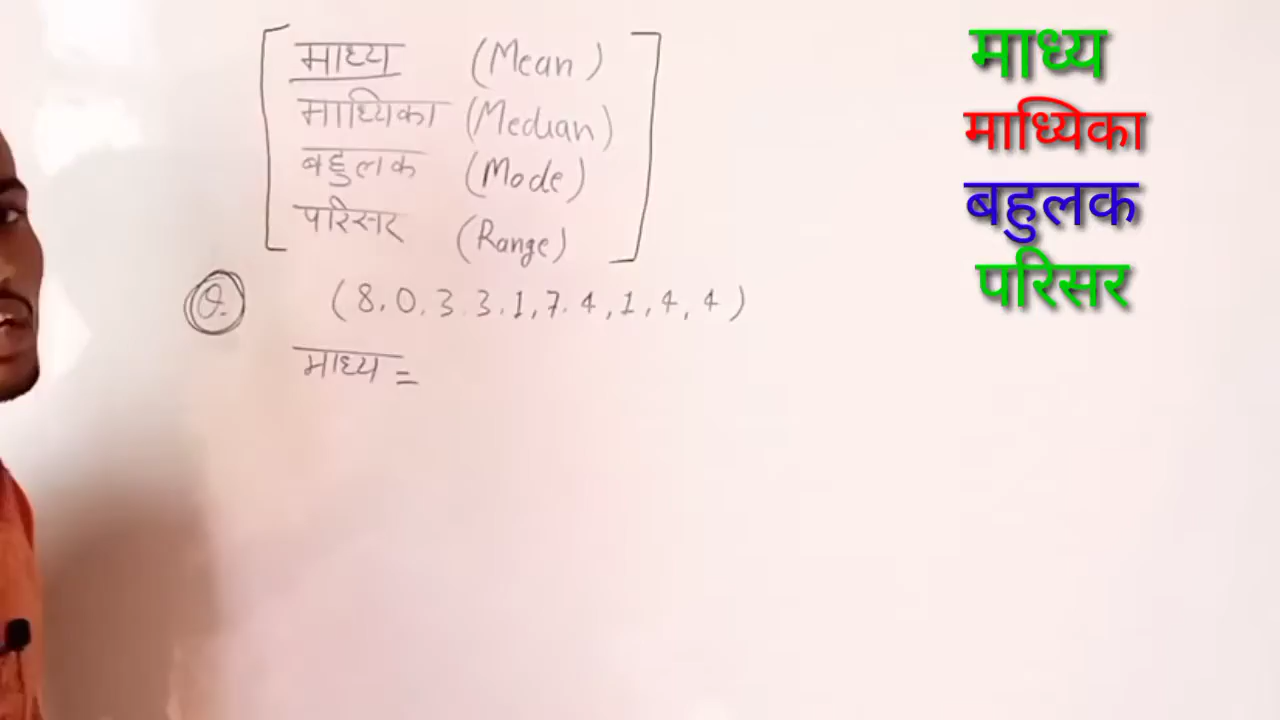 माध्य (Mean)
माध्यिका (Median)
बहुलक (Mode)
परिसर (Range)
Q. (8, 0, 3, 3, 1, 7, 4, 1, 4, 4)
माध्य =
माध्य
माध्यिका
बहुलक
परिसर